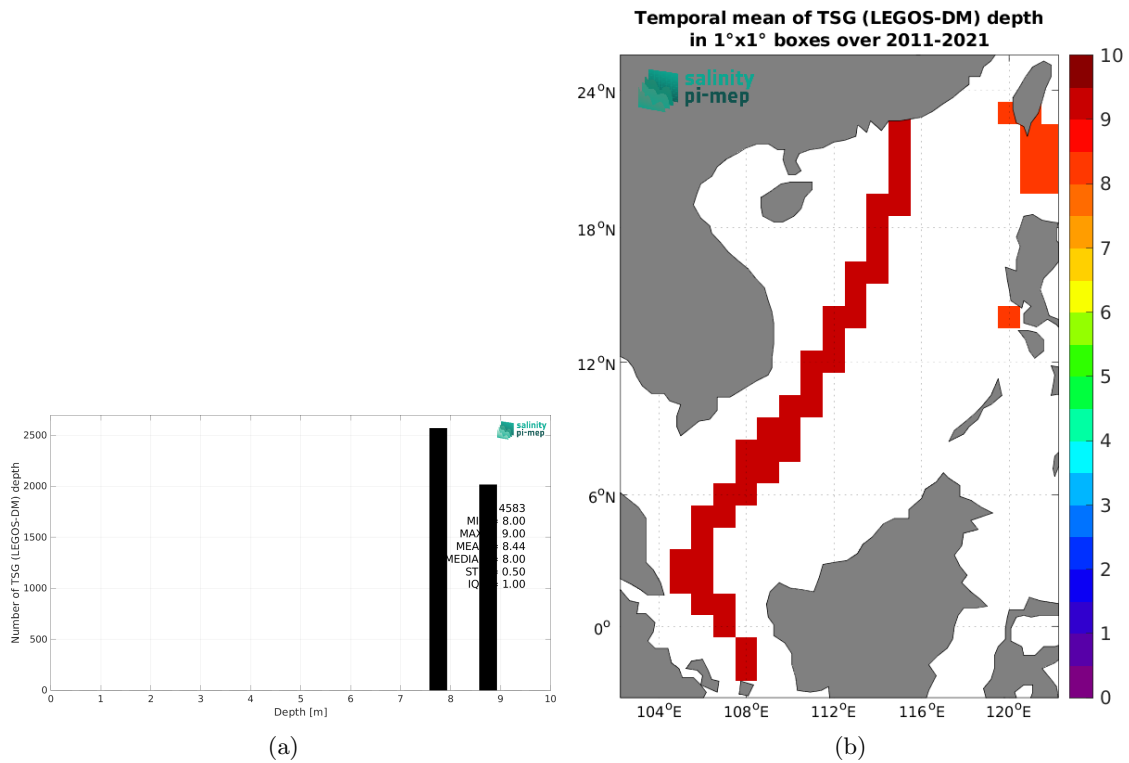 Temporal mean of TSG (LEGOS-DM) depth
in 1°x1° boxes over 2011-2021
salinity
pi-mep
24°N
18°N
12°N
6°N
0°
104°E
108°E
112°E
116°E
120°E
10
9
8
7
6
5
4
3
2
1
0
Number of TSG (LEGOS-DM) depth
2500
2000
1500
1000
500
0
salinity
pi-mep
4583
8.00
9.00
8.44
8.00
0.50
1.00
0
1
2
3
4
5
6
7
8
9
10
Depth [m]
(a)
(b)